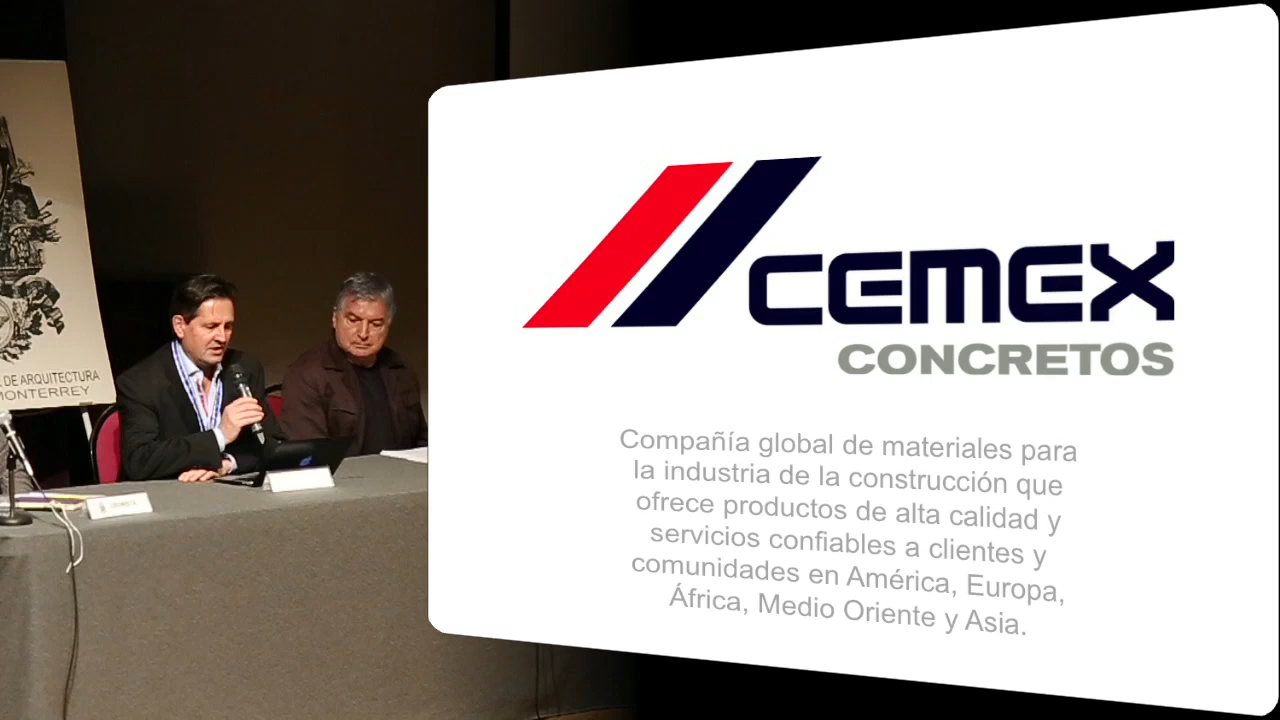 DE ARQUITECTURA
MONTERREY
CEMEX
CONCRETOS
Compañía global de materiales para
la industria de la construcción que
ofrece productos de alta calidad y
servicios confiables a clientes y
comunidades en América, Europa,
África, Medio Oriente y Asia.